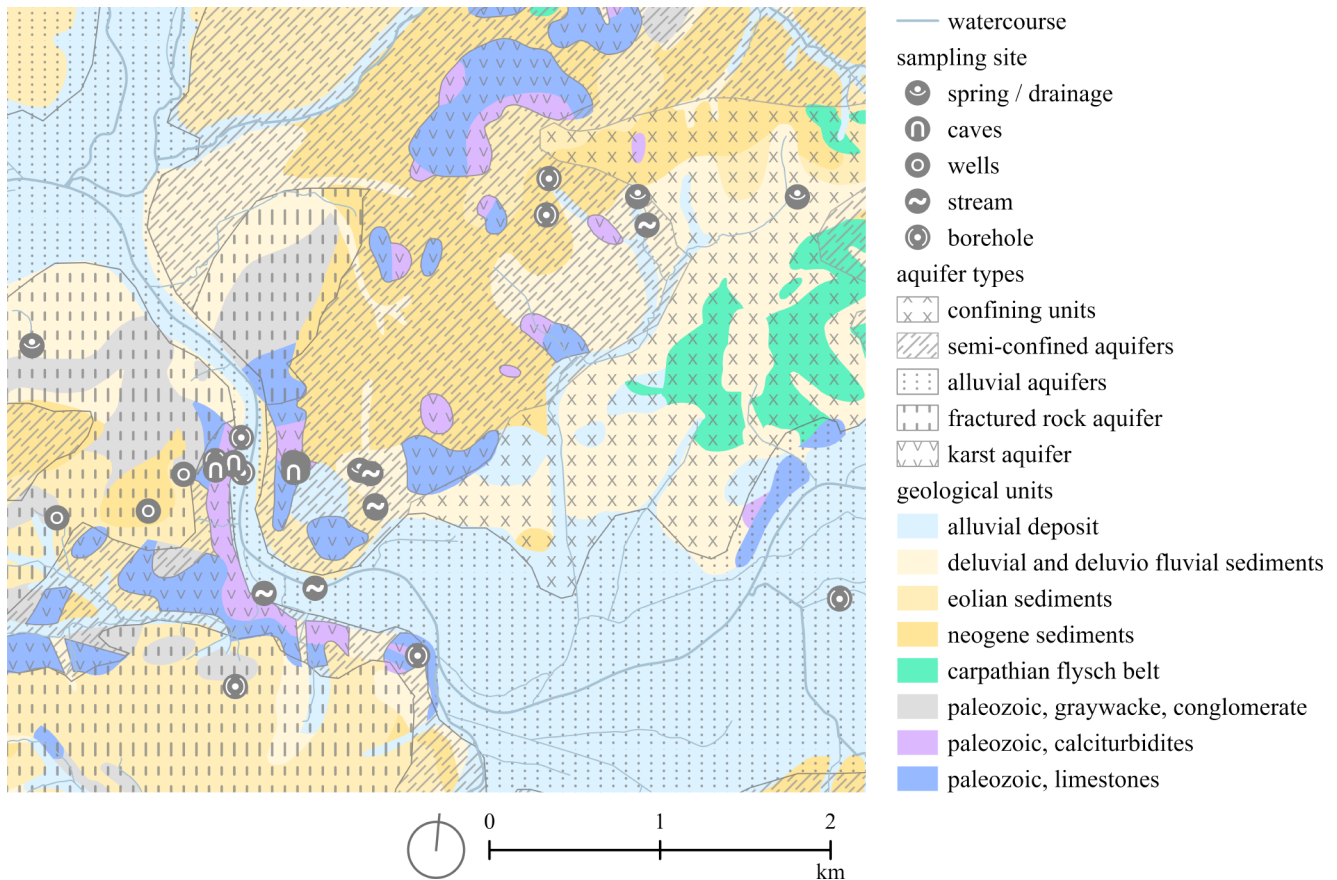 watercourse
sampling site
spring / drainage
caves
wells
stream
borehole
aquifer types
confining units
semi-confined aquifers
alluvial aquifers
fractured rock aquifer
karst aquifer
geological units
alluvial deposit
deluvial and deluvio fluvial sediments
eolian sediments
neogene sediments
carpathian flysch belt
paleozoic, graywacke, conglomerate
paleozoic, calciturbidites
paleozoic, limestones
0 1 2
km